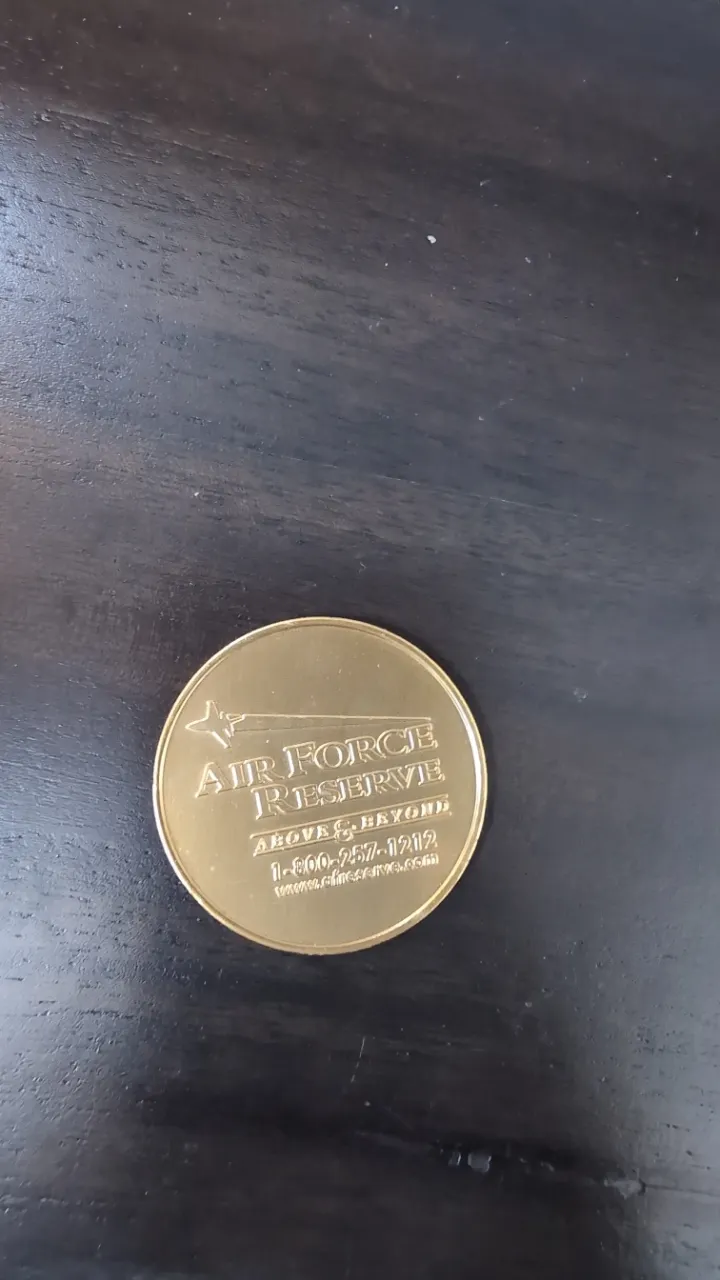 AIR FORCE
RESERVE
ABOVE & BEYOND
1-800-257-1212
www.afreserve.com